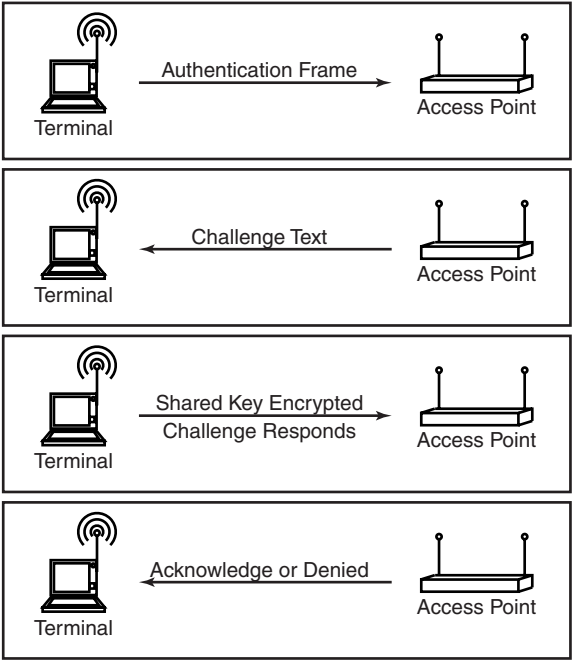 Authentication Frame
Terminal
Access Point
Challenge Text
Terminal
Access Point
Shared Key Encrypted
Challenge Responds
Terminal
Access Point
Acknowledge or Denied
Terminal
Access Point